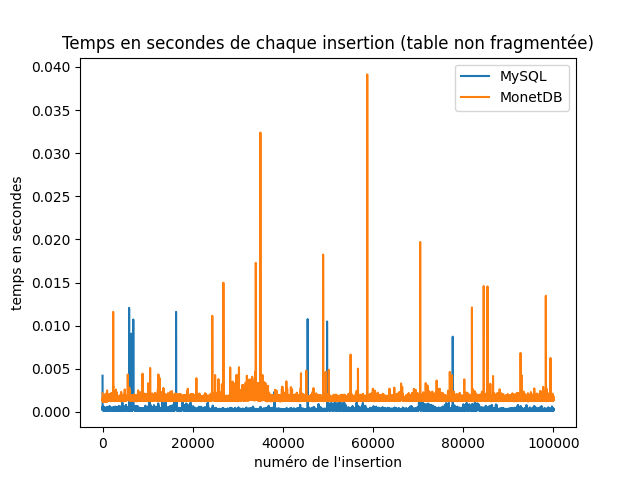 Temps en secondes de chaque insertion (table non fragmentée)
MySQL
MonetDB
temps en secondes
0.040
0.035
0.030
0.025
0.020
0.015
0.010
0.005
0.000
0 20000 40000 60000 80000 100000
numéro de l'insertion